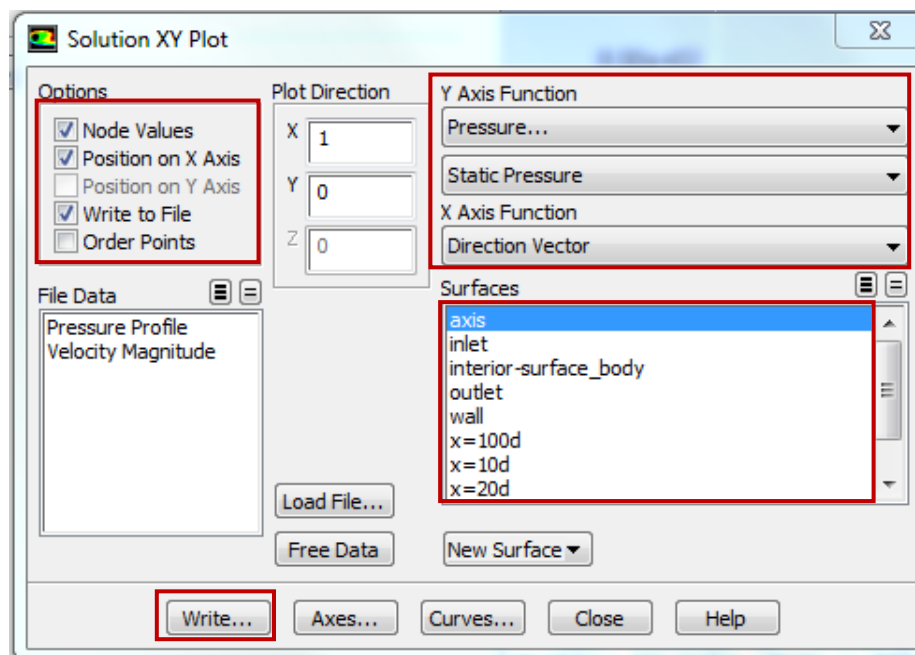 Solution XY Plot
Options
Node Values
Position on X Axis
Position on Y Axis
Write to File
Order Points
Plot Direction
X 1
Y 0
Z 0
Y Axis Function
Pressure...
Static Pressure
X Axis Function
Direction Vector
File Data
Pressure Profile
Velocity Magnitude
Surfaces
axis
inlet
interior-surface_body
outlet
wall
x=100d
x=10d
x=20d
Load File...
Free Data
New Surface
Write...
Axes...
Curves...
Close
Help